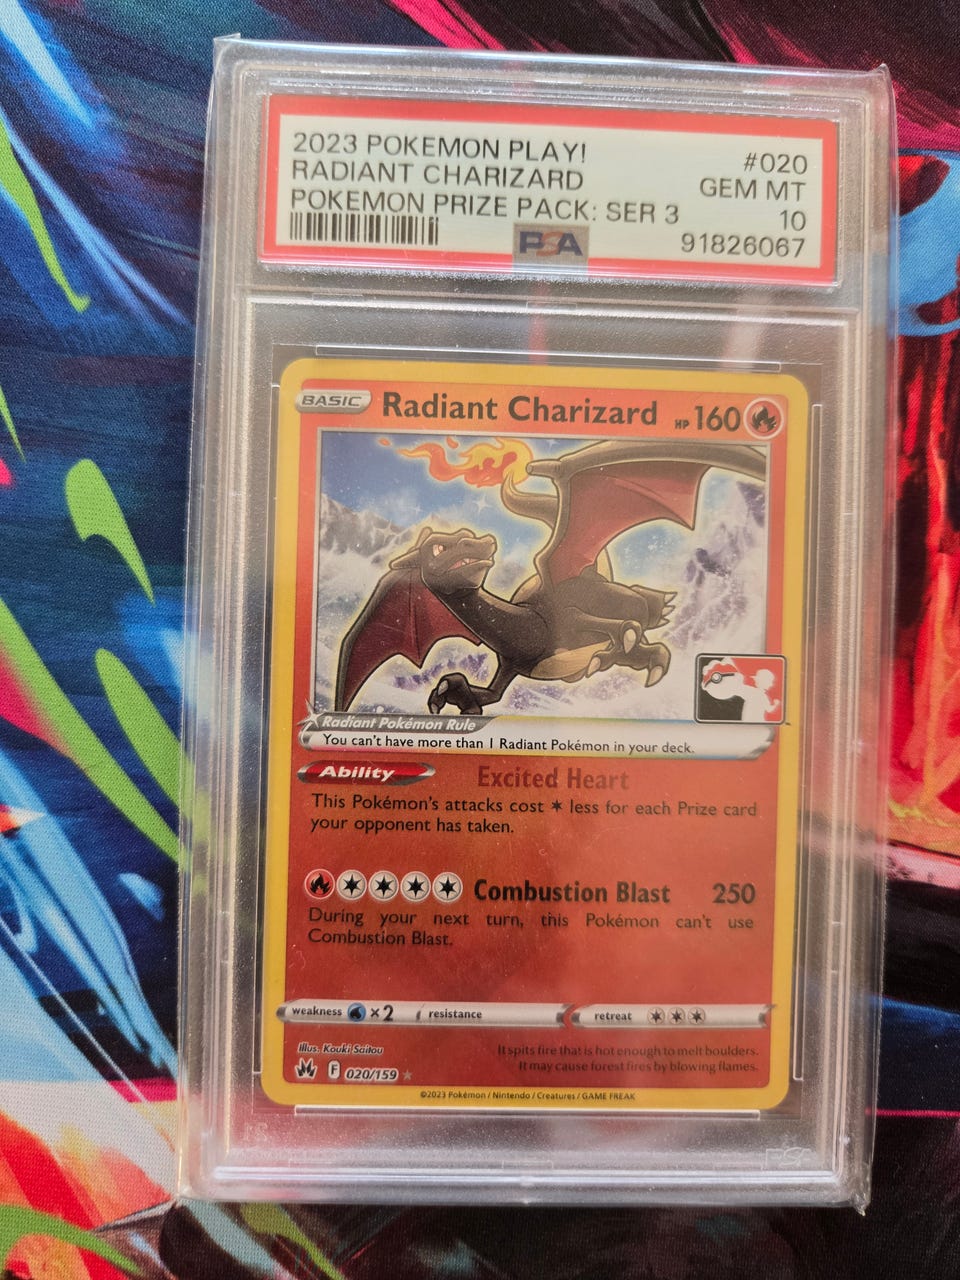 2023 POKEMON PLAY!
#020
RADIANT CHARIZARD
GEM MT
POKEMON PRIZE PACK: SER 3
10
PSA
91826067
BASIC
Radiant Charizard
HP 160
Radiant Pokémon Rule
You can't have more than 1 Radiant Pokémon in your deck.
Ability
Excited Heart
This Pokémon's attacks cost less for each Prize card
your opponent has taken.
Combustion Blast 250
During your next turn, this Pokémon can't use
Combustion Blast.
weakness ×2 resistance retreat
Illus. Kouki Saitou
F 020/159 ★
It spits fire that is hot enough to melt boulders.
It may cause forest fires by blowing flames.
©2023 Pokémon / Nintendo / Creatures / GAME FREAK
PSA